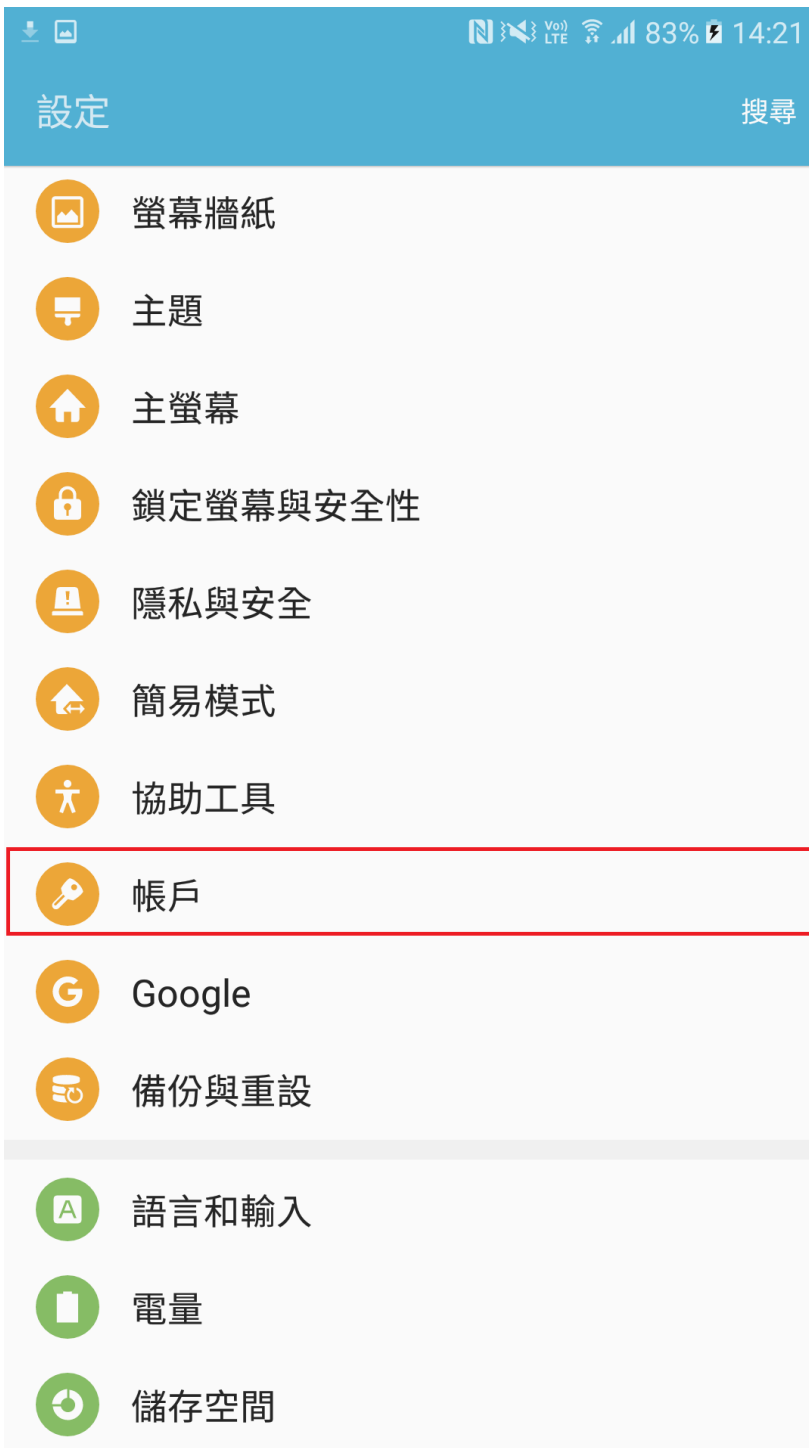 Vo)) LTE 83% 14:21
設定 搜尋
螢幕牆紙
主題
主螢幕
鎖定螢幕與安全性
隱私與安全
簡易模式
協助工具
帳戶
Google
備份與重設
語言和輸入
電量
儲存空間